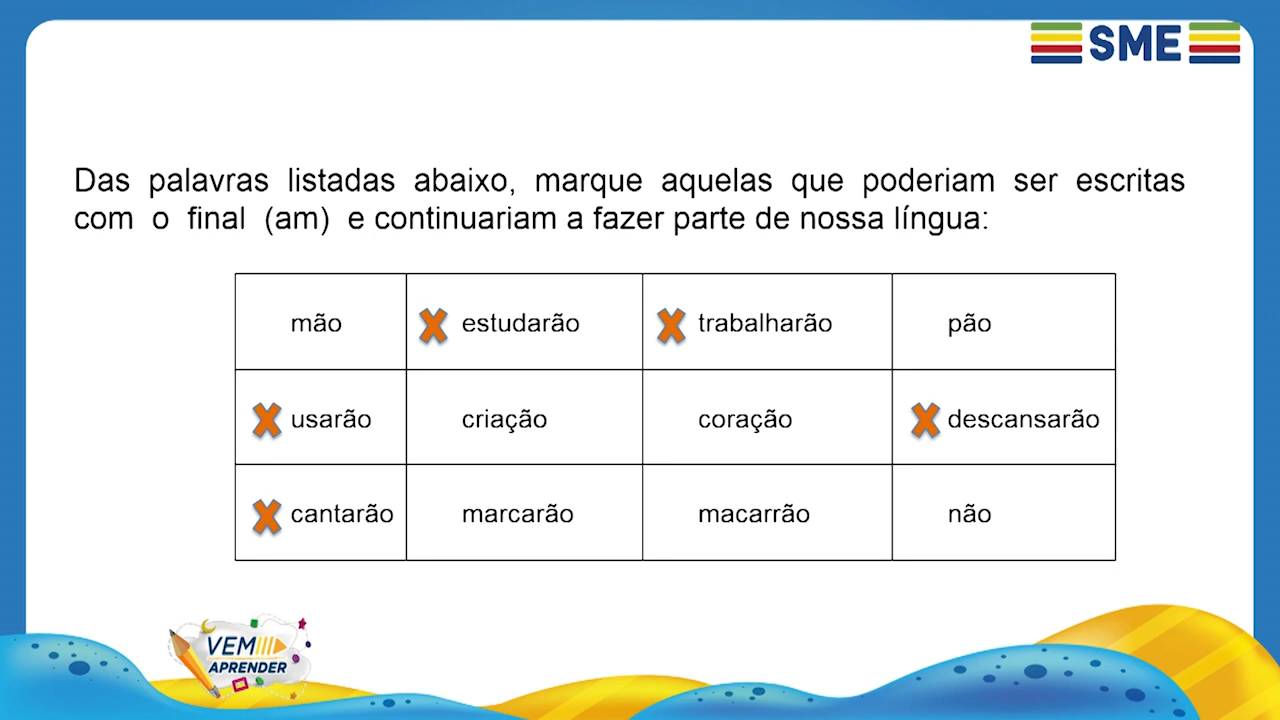 SME
Das palavras listadas abaixo, marque aquelas que poderiam ser escritas
com o final (am) e continuariam a fazer parte de nossa língua:
mão estudarão trabalharão pão
usarão criação coração descansarão
cantarão marcarão macarrão não
VEM
APRENDER